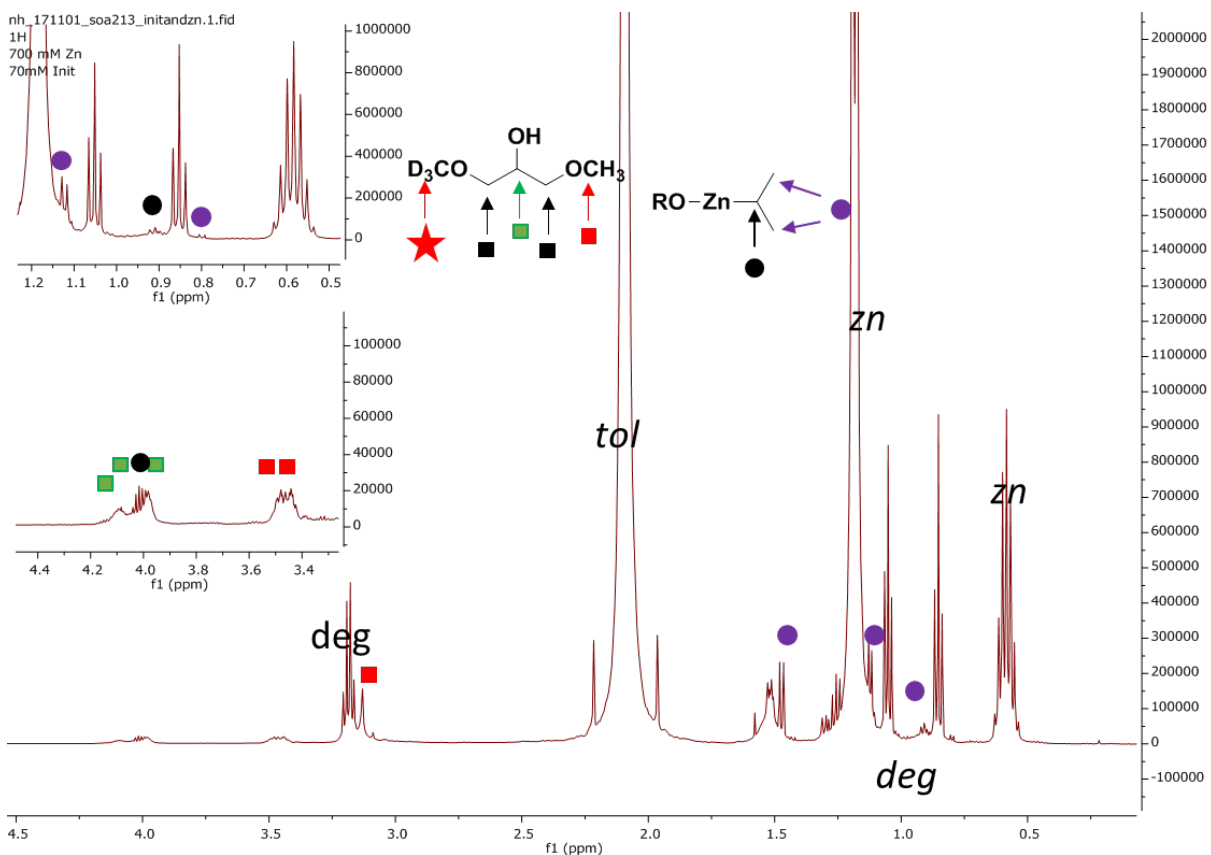 nh_171101_soa213_initandzn.1.fid
1H
700 mM Zn
70mM Init
1000000
800000
600000
400000
200000
0
1.2 1.1 1.0 0.9 0.8 0.7 0.6 0.5
f1 (ppm)
100000
80000
60000
40000
20000
0
4.4 4.2 4.0 3.8 3.6 3.4
f1 (ppm)
OH
D3CO OCH3
RO Zn
deg
tol
zn
zn
deg
2000000
1900000
1800000
1700000
1600000
1500000
1400000
1300000
1200000
1100000
1000000
900000
800000
700000
600000
500000
400000
300000
200000
100000
0
-100000
4.5 4.0 3.5 3.0 2.5 2.0 1.5 1.0 0.5
f1 (ppm)